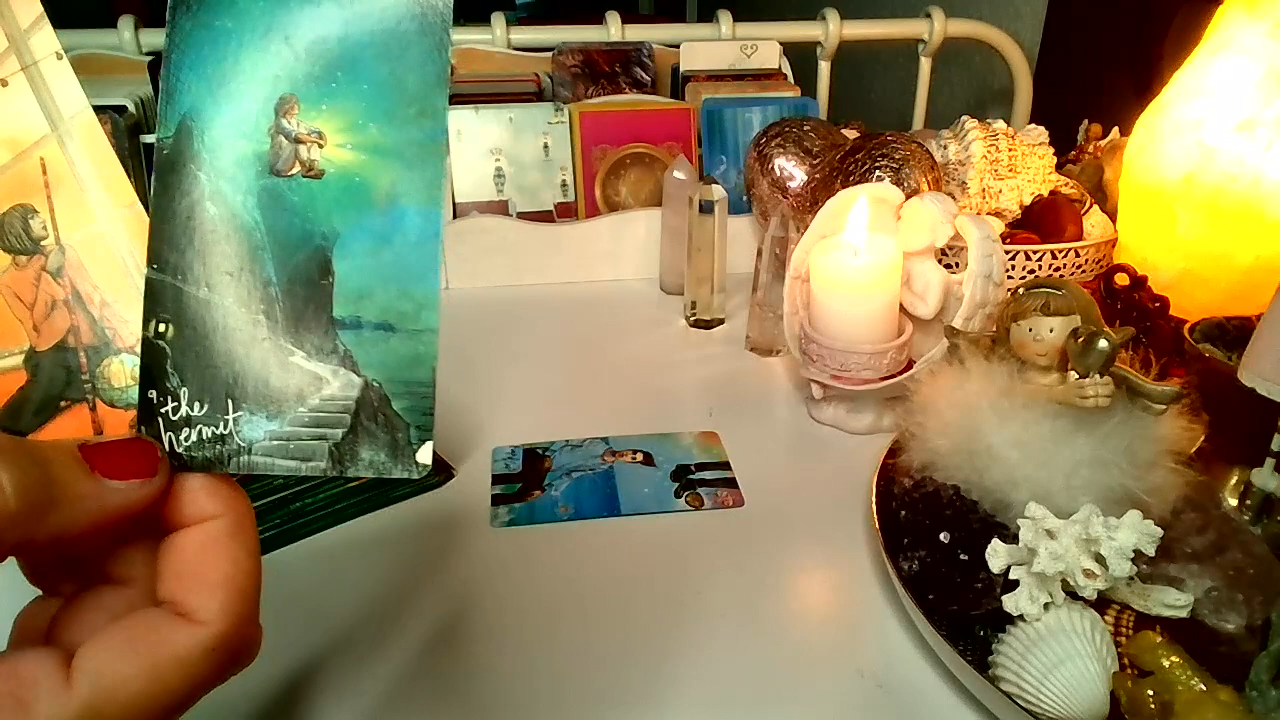 9. the
hermit